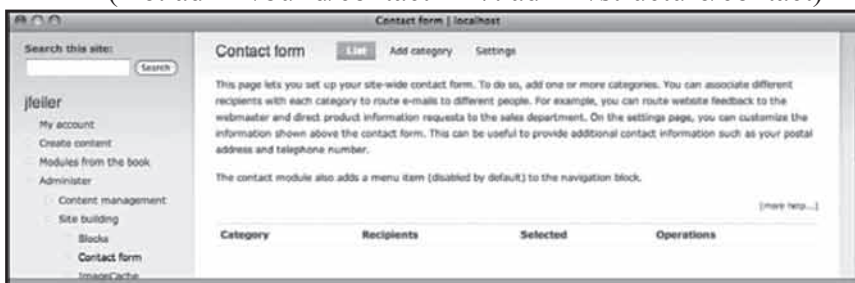 admin/build/contact admin/structure/contact)
Contact form | localhost
Search this site:
Search
jfeiler
My account
Create content
Modules from the book
Administer
Content management
Site building
Blocks
Contact form
ImageCache
Contact form List Add category Settings
This page lets you set up your site-wide contact form. To do so, add one or more categories. You can associate different
recipients with each category to route e-mails to different people. For example, you can route website feedback to the
webmaster and direct product information requests to the sales department. On the settings page, you can customize the
information shown above the contact form. This can be useful to provide additional contact information such as your postal
address and telephone number.
The contact module also adds a menu item (disabled by default) to the navigation block.
[more help...]
Category Recipients Selected Operations